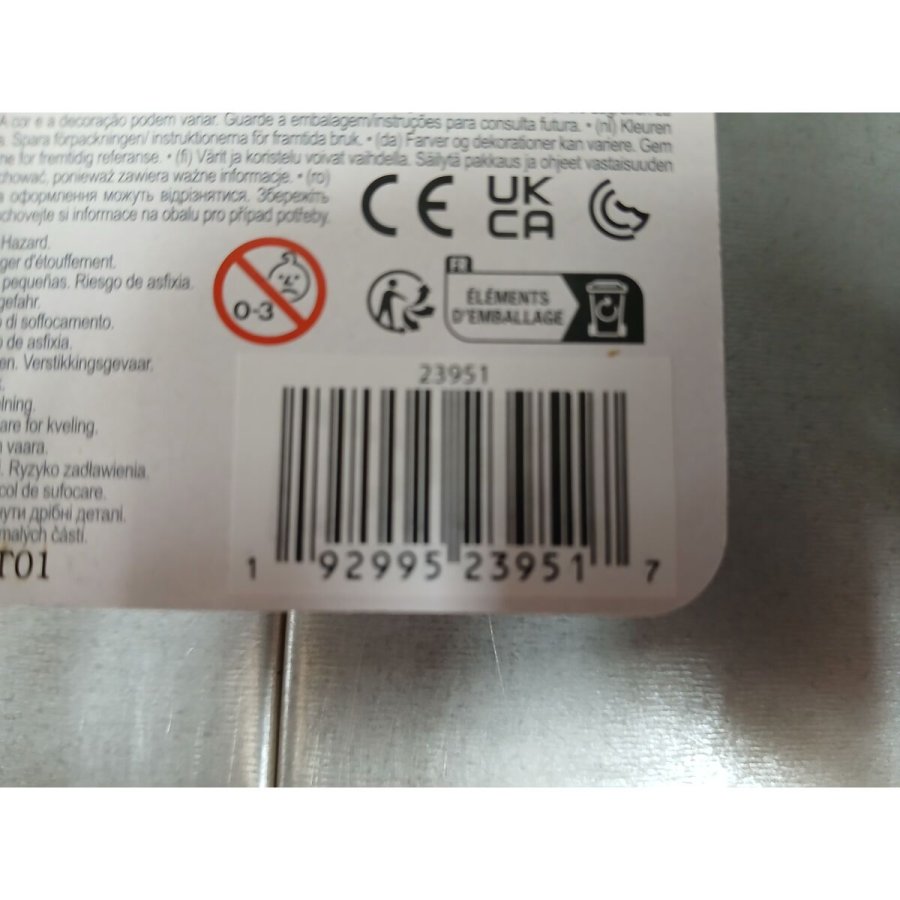 A cor e a decoração podem variar. Guarde a embalagem/instruções para consulta futura. • (nl) Kleuren
s. Spara förpackningen/ instruktionerna för framtida bruk. • (da) Farver og dekorationer kan variere. Gem
ne for fremtidig referanse. • (fi) Värit ja koristelu voivat vaihdella. Säilytä pakkaus ja ohjeet vastaisuuden
chować, ponieważ zawiera ważne informacje. • (ro)
а оформлення можуть відрізнятися. Збережіть
chovejte si informace na obalu pro případ potřeby.
CE UK CA
Hazard.
ger d'étouffement.
pequeñas. Riesgo de asfixia.
gefahr.
o di soffocamento.
o de asfixia.
en. Verstikkingsgevaar.
lning.
are for kveling.
n vaara.
i. Ryzyko zadławienia.
col de sufocare.
нути дрібні деталі.
malých částí.
T01
0-3
FR
ÉLÉMENTS
D'EMBALLAGE
23951
1 92995 23951 7